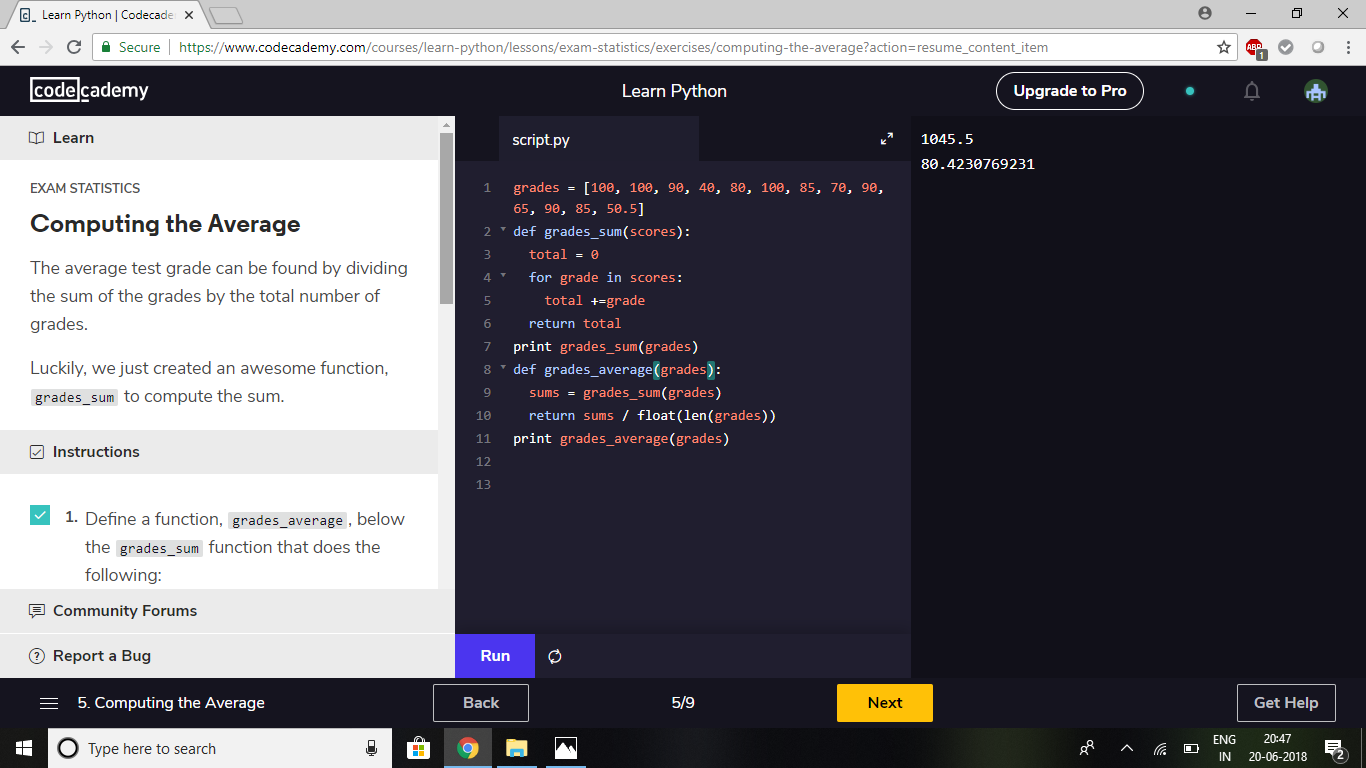 Learn Python | Codecade
Secure https://www.codecademy.com/courses/learn-python/lessons/exam-statistics/exercises/computing-the-average?action=resume_content_item
ABP
1
codecademy
Learn Python
Upgrade to Pro
Learn
EXAM STATISTICS
Computing the Average
The average test grade can be found by dividing
the sum of the grades by the total number of
grades.
Luckily, we just created an awesome function,
grades_sum to compute the sum.
Instructions
1. Define a function, grades_average, below
the grades_sum function that does the
following:
Community Forums
Report a Bug
script.py
1 grades = [100, 100, 90, 40, 80, 100, 85, 70, 90,
65, 90, 85, 50.5]
2 def grades_sum(scores):
3 total = 0
4 for grade in scores:
5 total +=grade
6 return total
7 print grades_sum(grades)
8 def grades_average(grades):
9 sums = grades_sum(grades)
10 return sums / float(len(grades))
11 print grades_average(grades)
12
13
Run
1045.5
80.4230769231
5. Computing the Average
Back
5/9
Next
Get Help
Type here to search
ENG
IN
20:47
20-06-2018
2